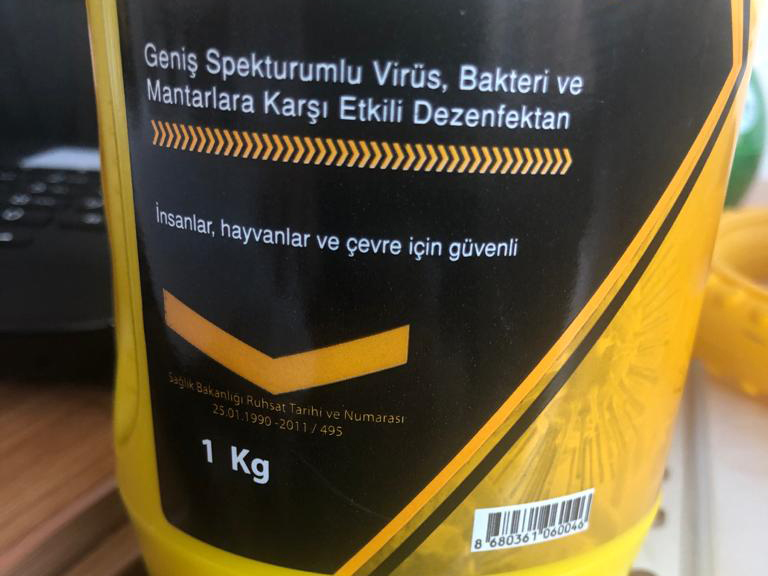 Geniş Spekturumlu Virüs, Bakteri ve
Mantarlara Karşı Etkili Dezenfektan
İnsanlar, hayvanlar ve çevre için güvenli
Sağlık Bakanlığı Ruhsat Tarihi ve Numarası
25.01.1990 -2011 / 495
1 Kg
8 680361 060046